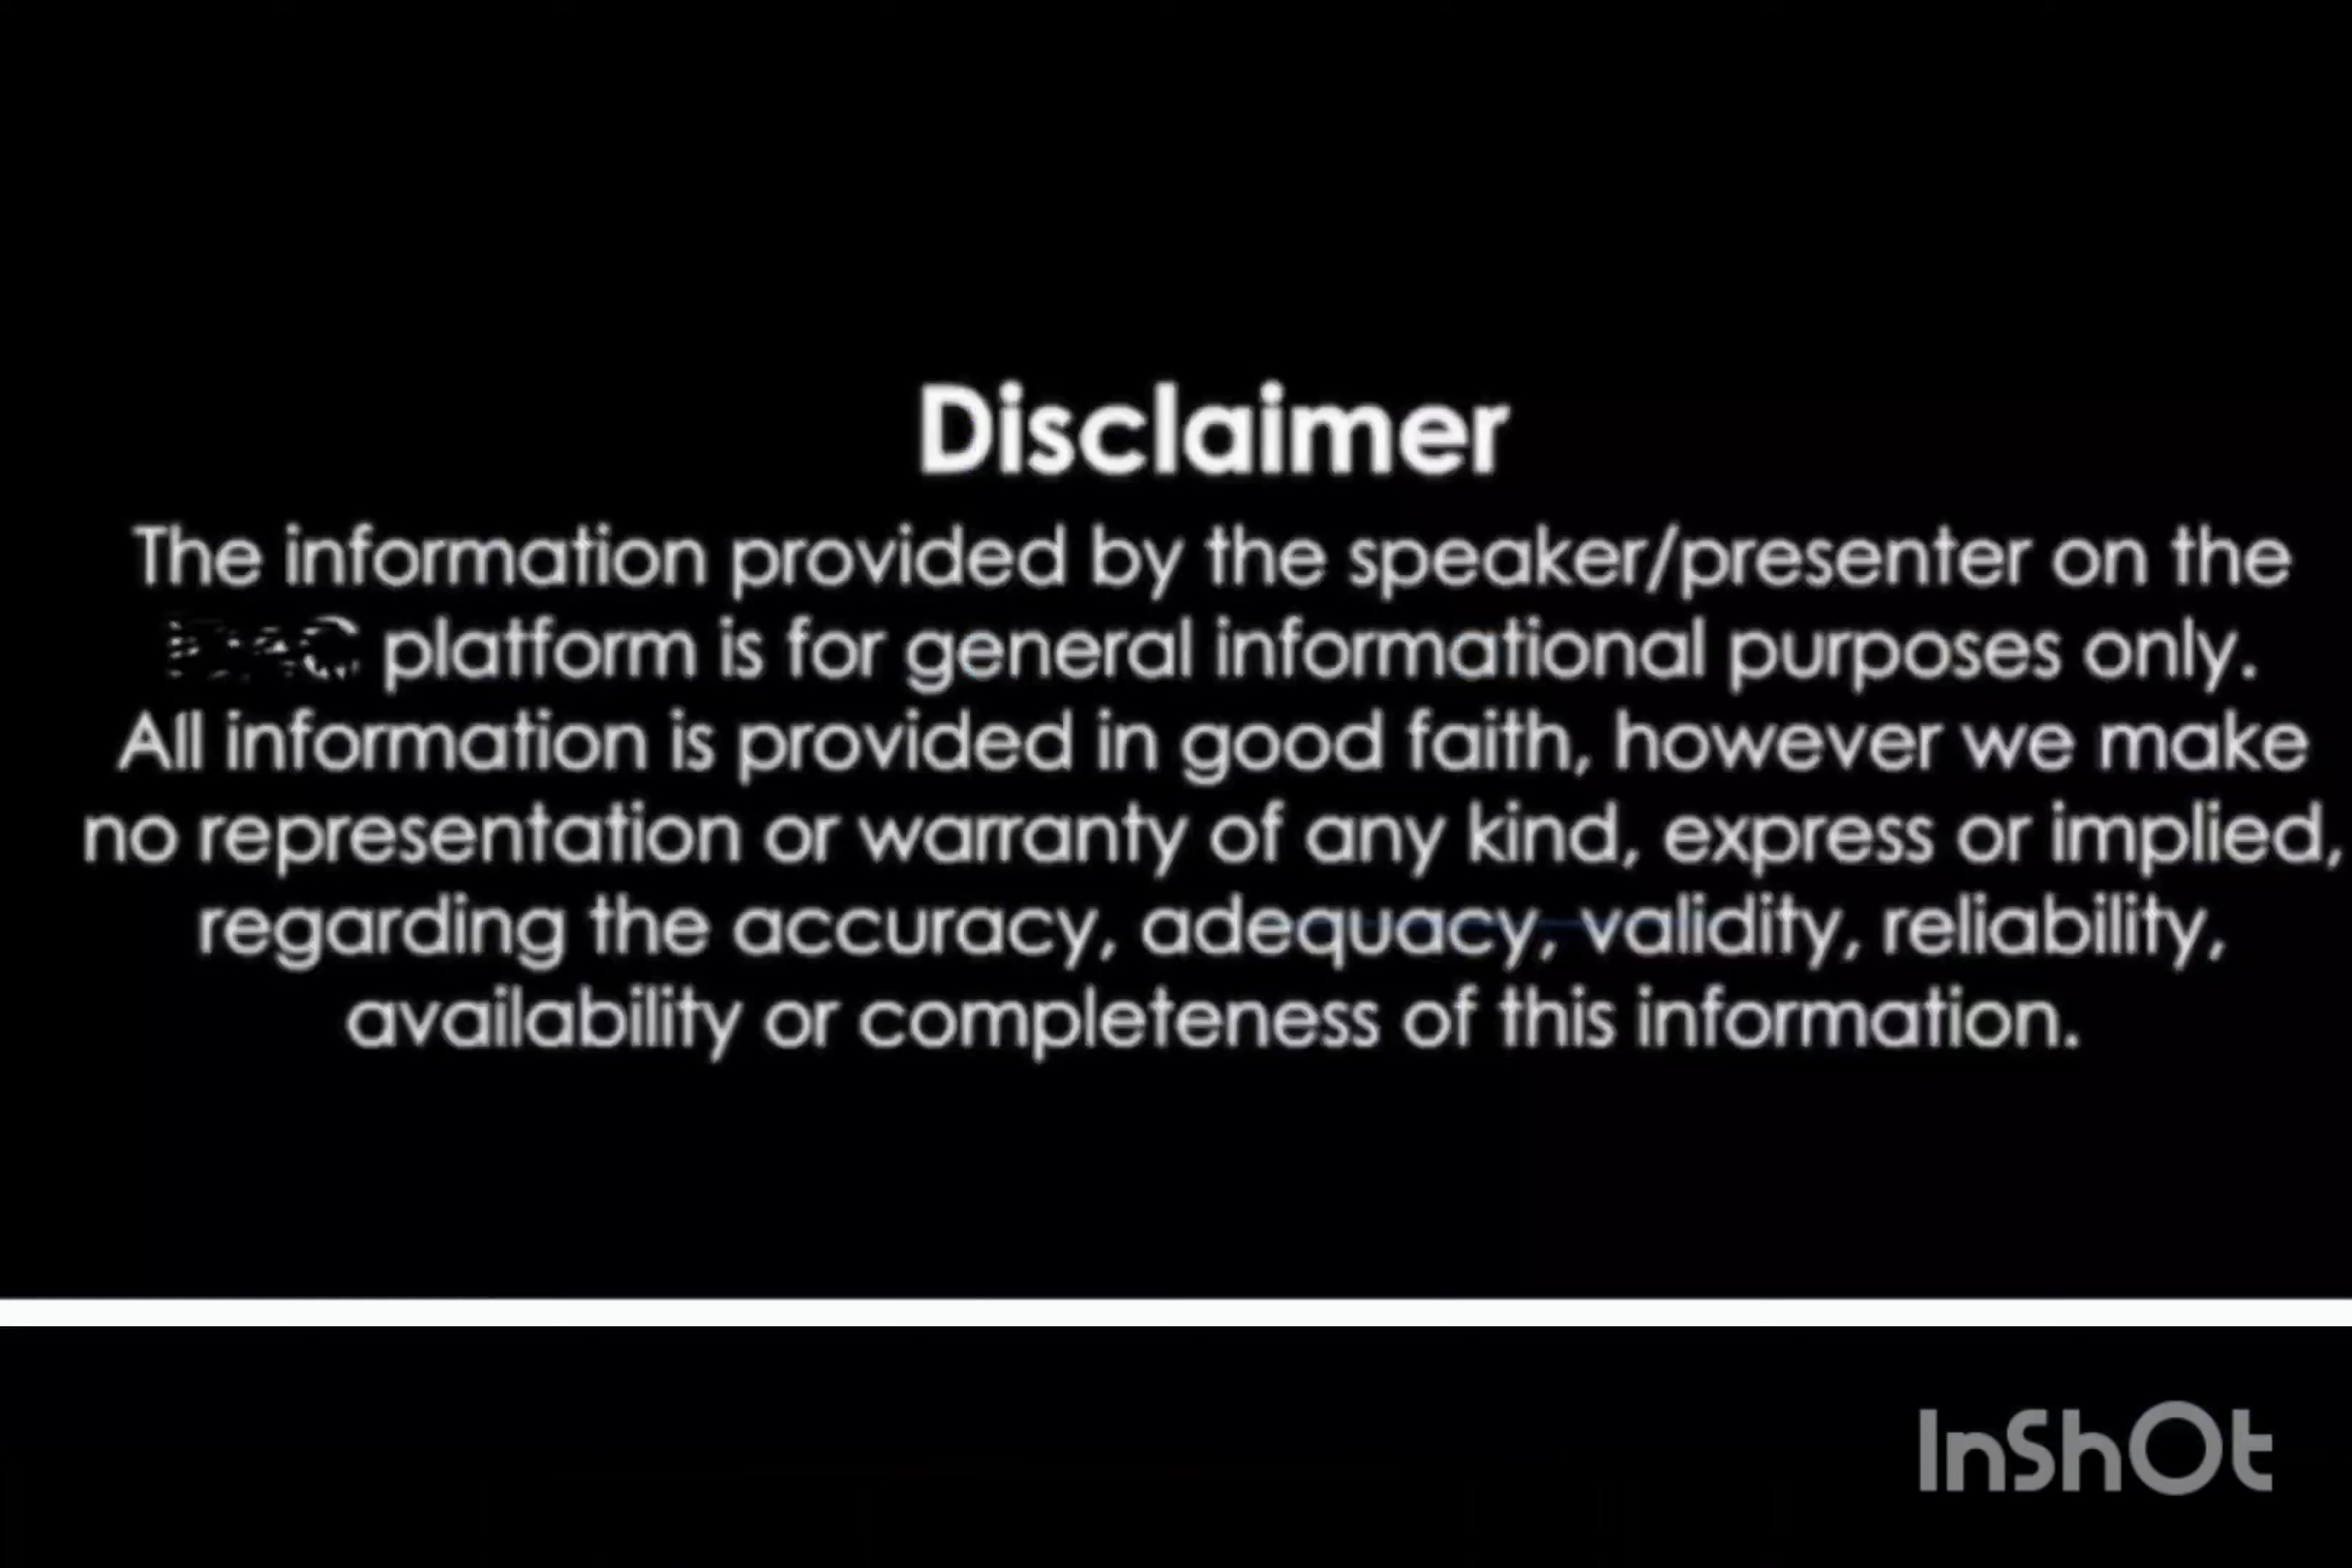 Disclaimer
The information provided by the speaker/presenter on the
platform is for general informational purposes only.
All information is provided in good faith, however we make
no representation or warranty of any kind, express or implied,
regarding the accuracy, adequacy, validity, reliability,
availability or completeness of this information.
InShOt